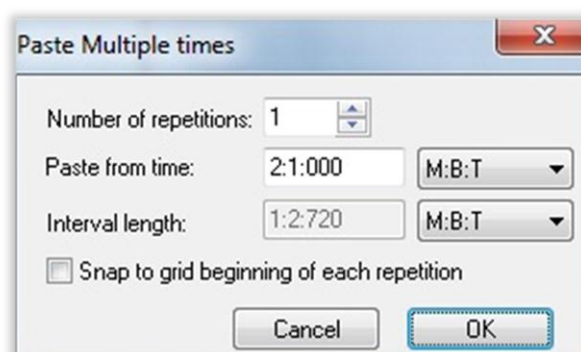 Paste Multiple times
Number of repetitions: 1
Paste from time: 2:1:000 M:B:T
Interval length: 1:2:720 M:B:T
Snap to grid beginning of each repetition
Cancel OK